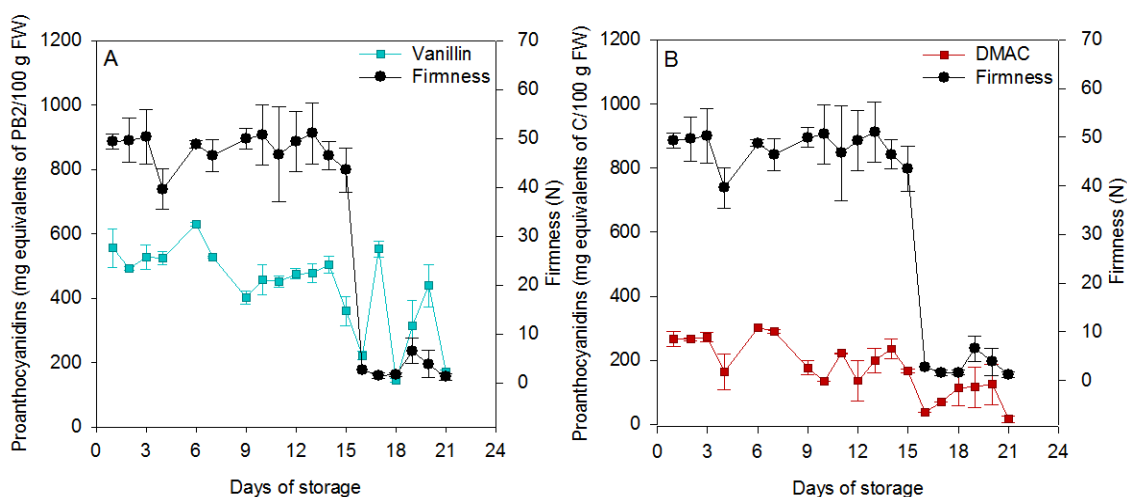 Proanthocyanidins (mg equivalents of PB2/100 g FW)
1200
1000
800
600
400
200
0
A
Vanillin
Firmness
70
60
50
40
30
20
10
0
Firmness (N)
0 3 6 9 12 15 18 21 24
Days of storage
Proanthocyanidins (mg equivalents of C/100 g FW)
1200
1000
800
600
400
200
0
B
DMAC
Firmness
70
60
50
40
30
20
10
0
Firmness (N)
0 3 6 9 12 15 18 21 24
Days of storage